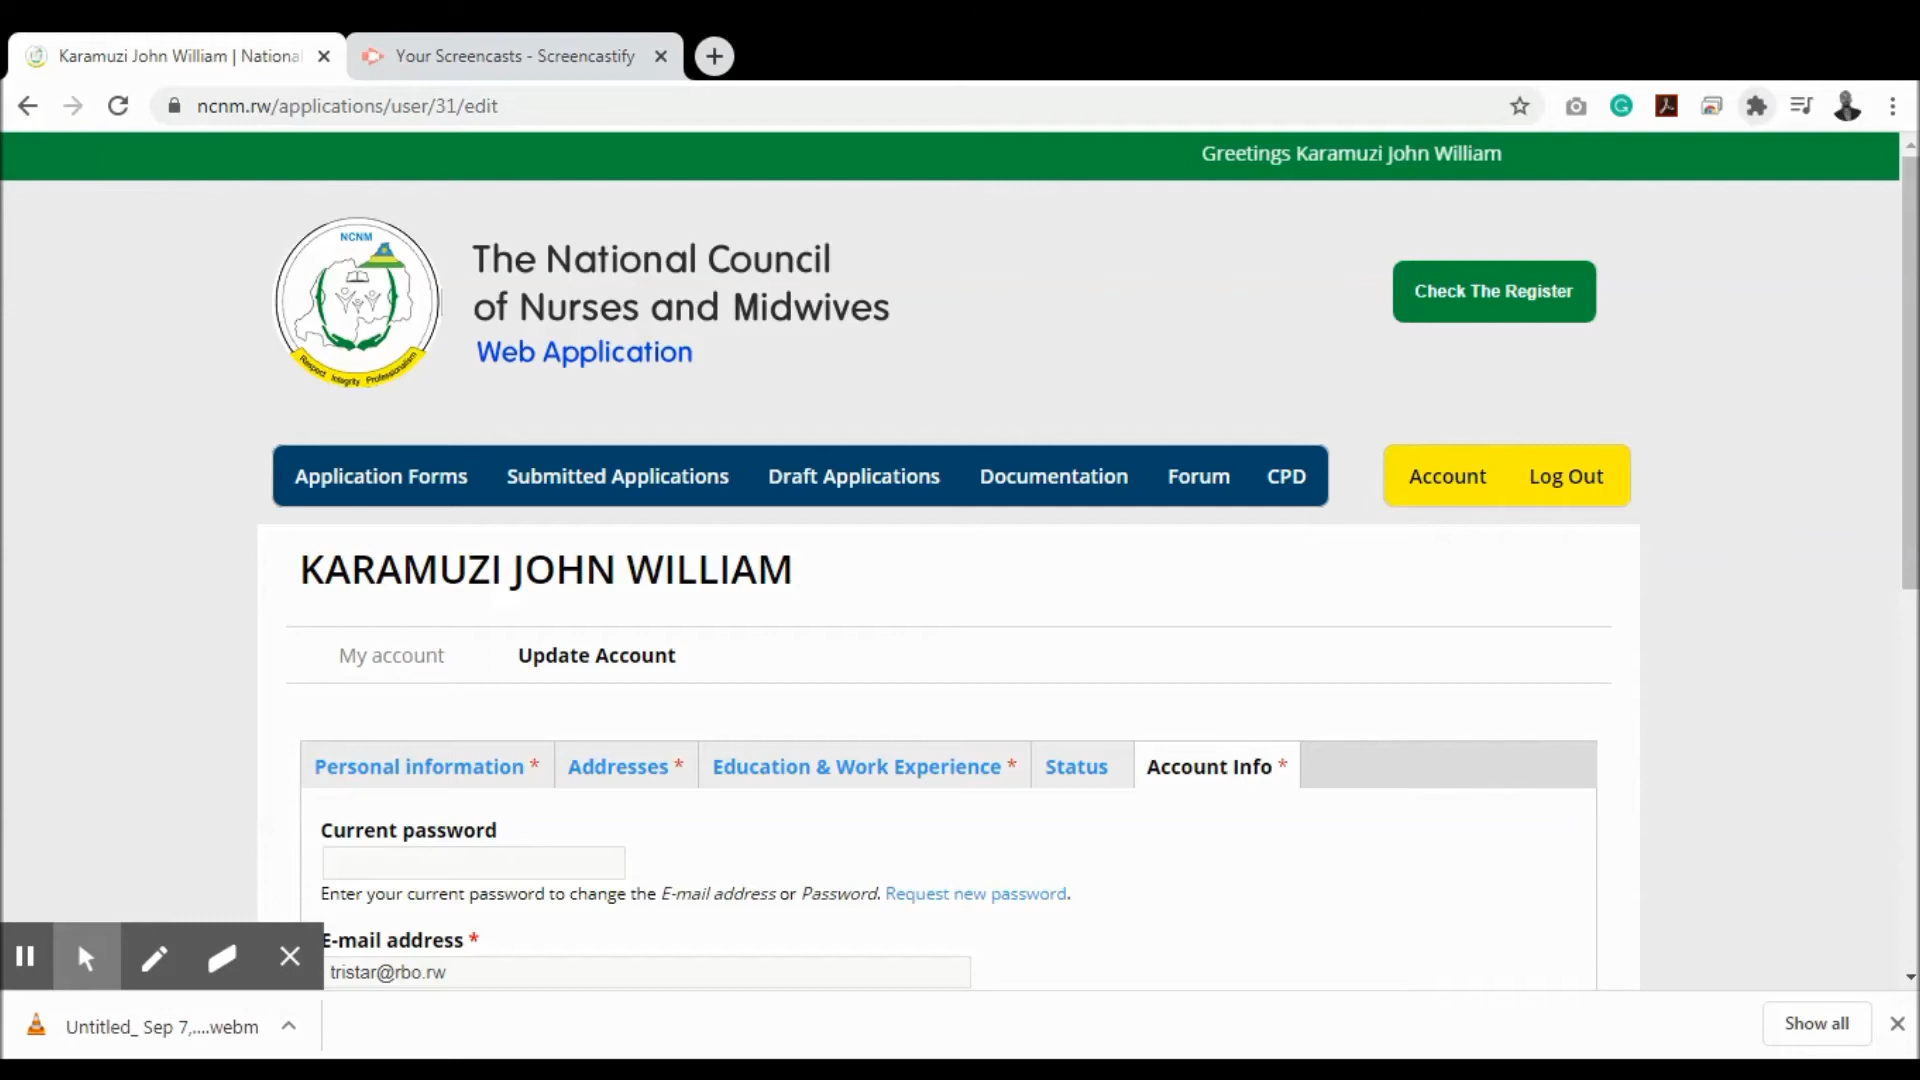 Karamuzi John William | National
Your Screencasts - Screencastify
ncnm.rw/applications/user/31/edit
Greetings Karamuzi John William
NCNM
Respect Integrity Professionalism
The National Council
of Nurses and Midwives
Web Application
Check The Register
Application Forms Submitted Applications Draft Applications Documentation Forum CPD Account Log Out
KARAMUZI JOHN WILLIAM
My account Update Account
Personal information * Addresses * Education & Work Experience * Status Account Info *
Current password
Enter your current password to change the E-mail address or Password. Request new password.
E-mail address *
tristar@rbo.rw
Untitled_ Sep 7,....webm
Show all